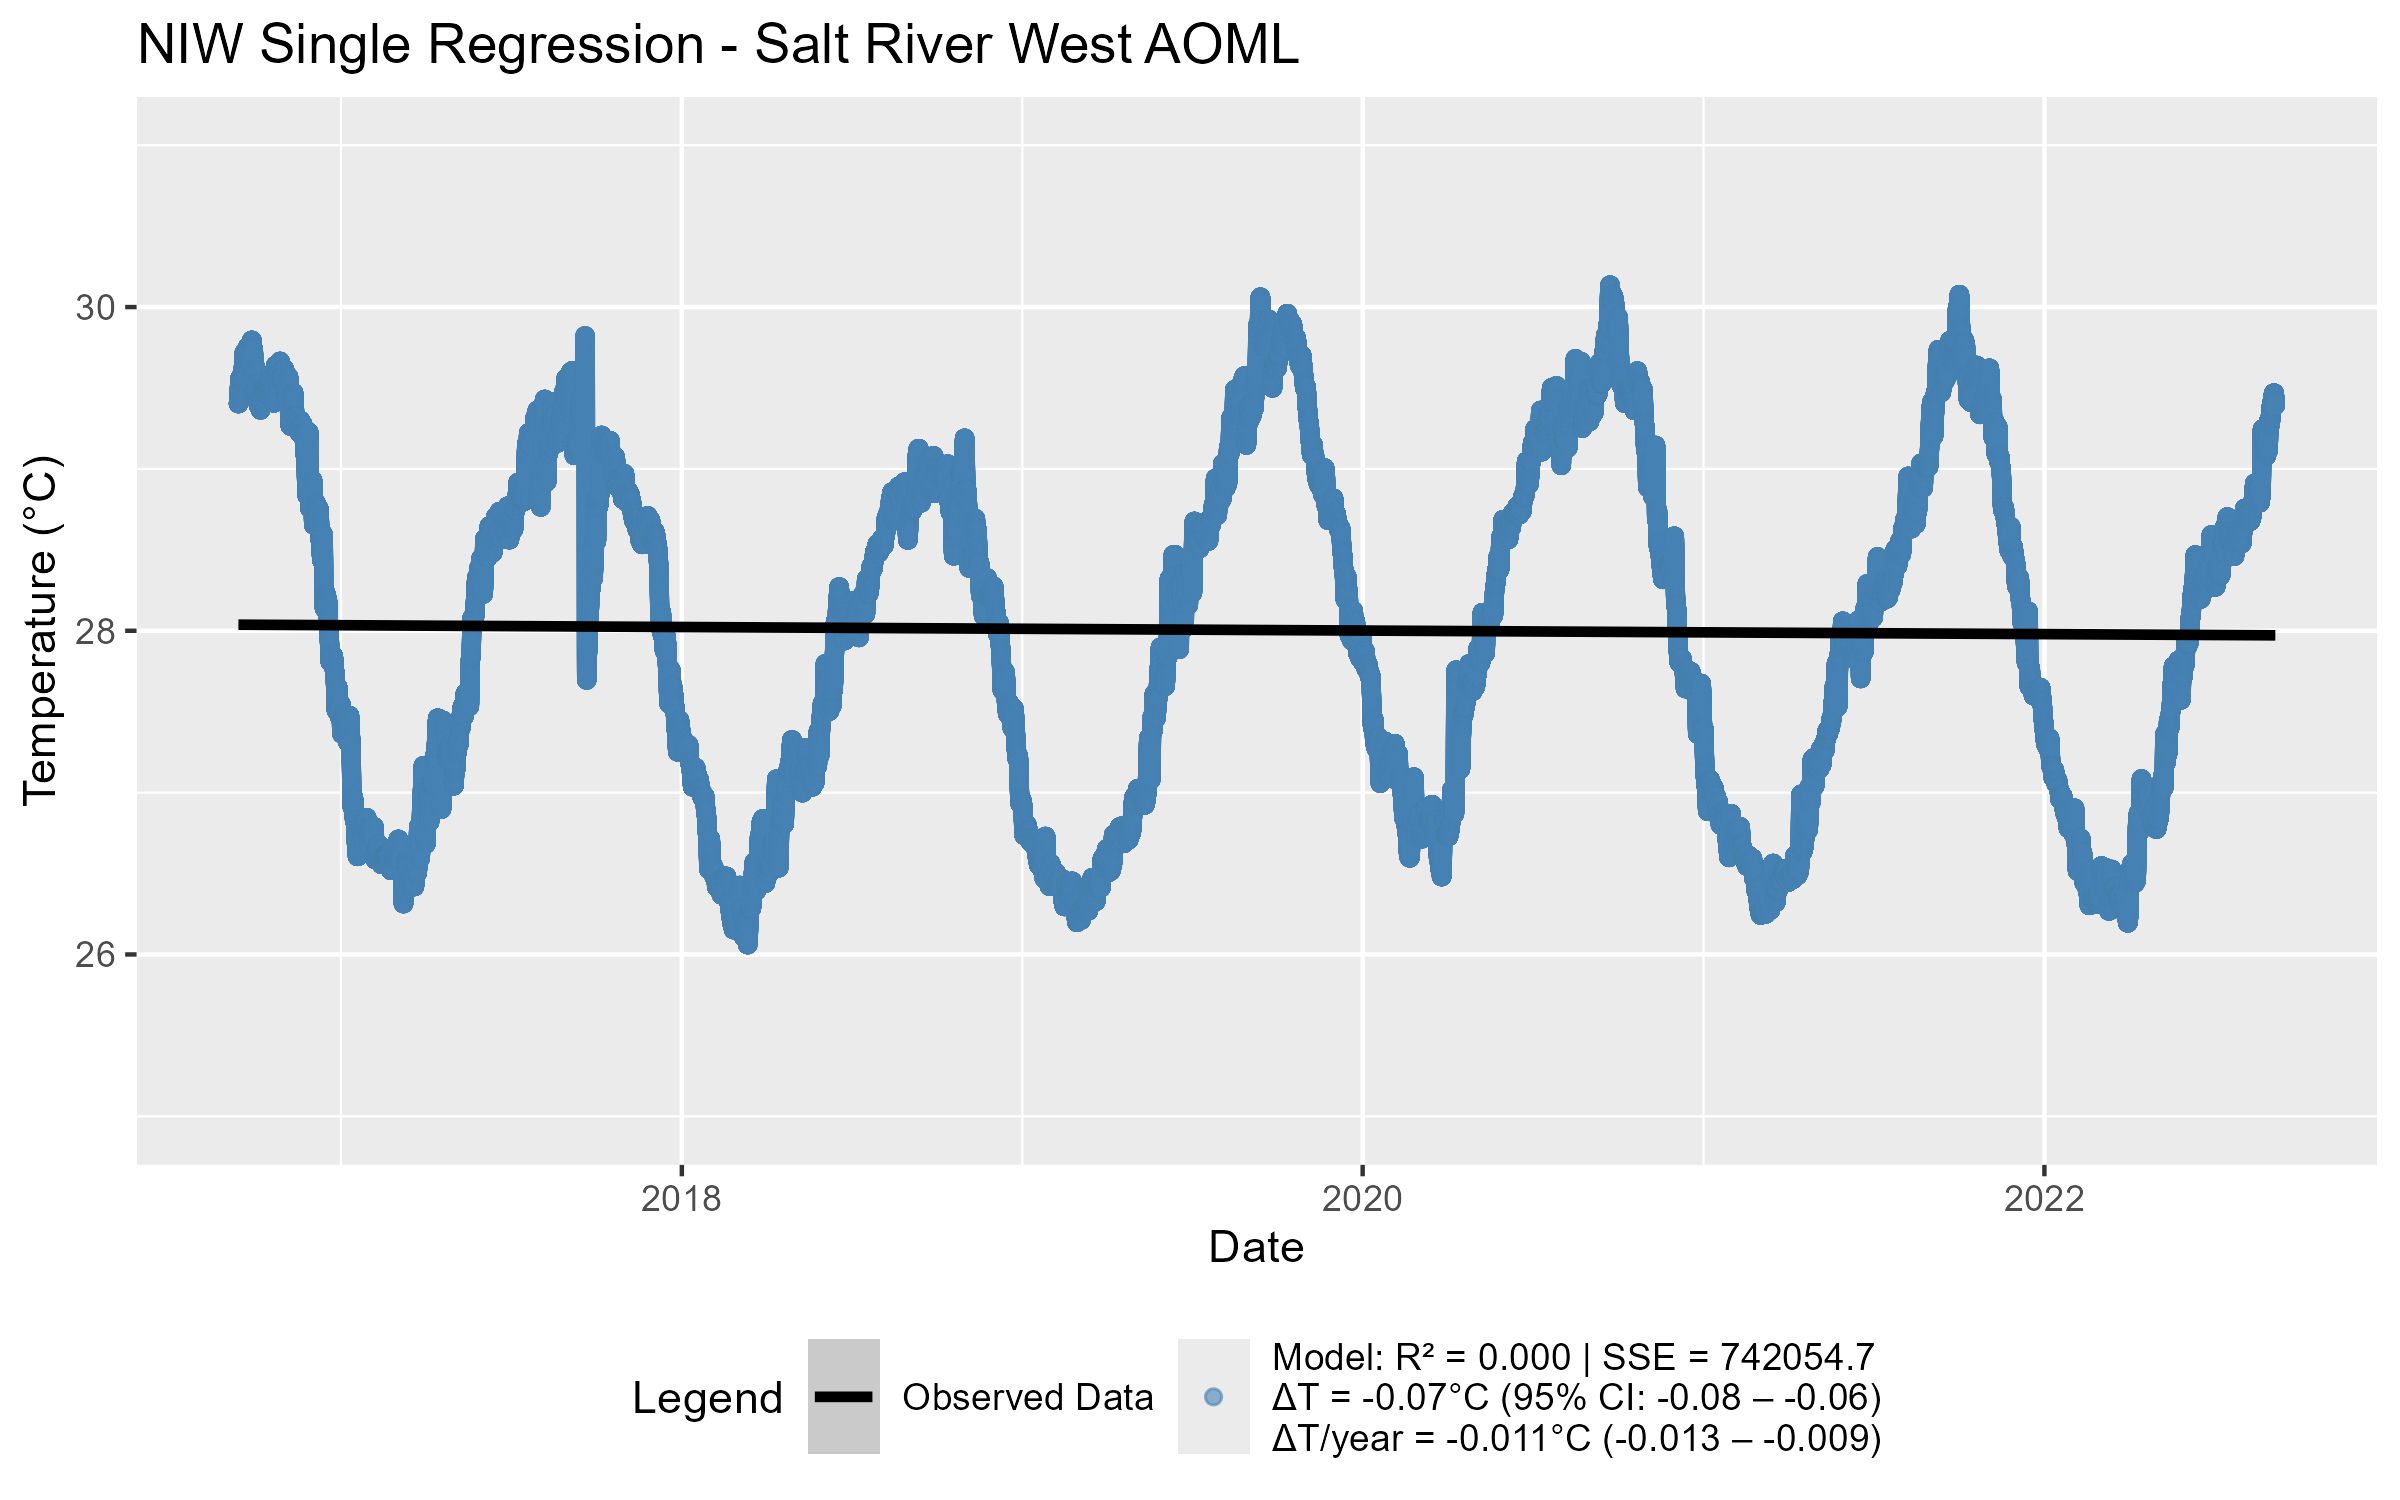 NIW Single Regression - Salt River West AOML
Temperature (°C)
30
28
26
2018
2020
2022
Date
Legend
Observed Data
Model: R² = 0.000 | SSE = 742054.7
ΔT = -0.07°C (95% CI: -0.08 – -0.06)
ΔT/year = -0.011°C (-0.013 – -0.009)